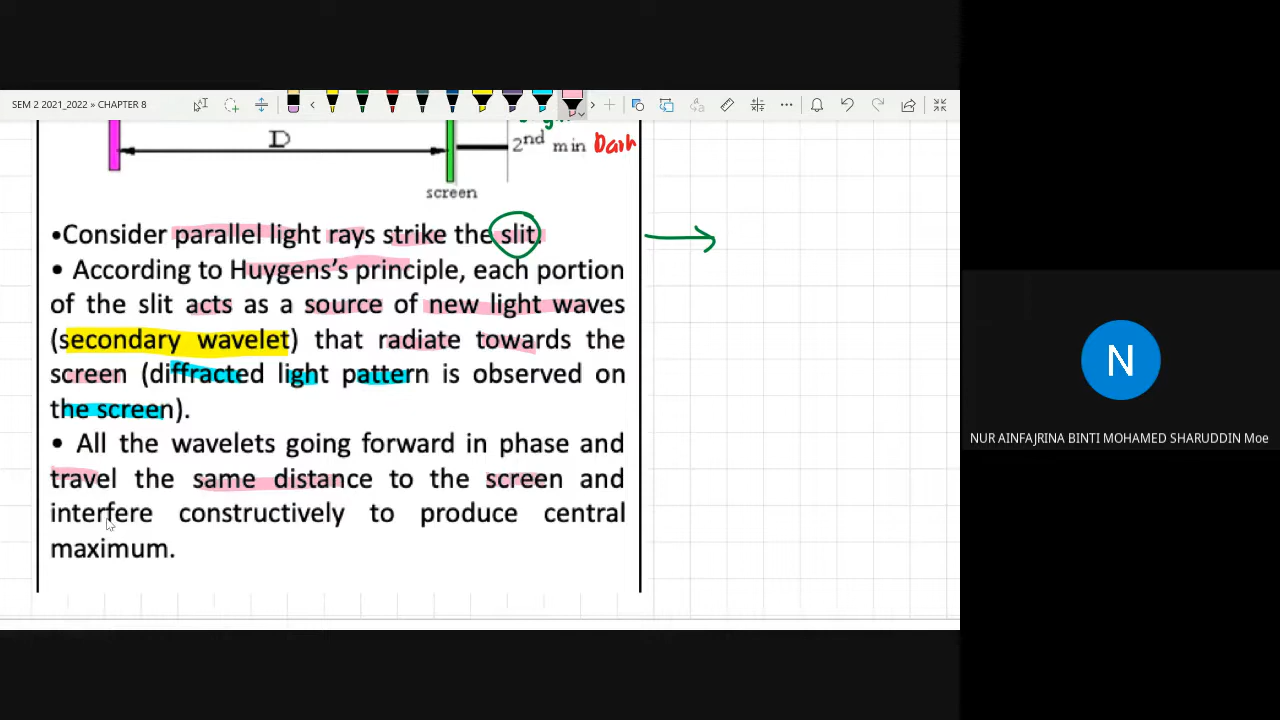 SEM 2 2021_2022 » CHAPTER 8
D
2nd min Dark
screen
•Consider parallel light rays strike the slit.
• According to Huygens's principle, each portion
of the slit acts as a source of new light waves
(secondary wavelet) that radiate towards the
screen (diffracted light pattern is observed on
the screen).
• All the wavelets going forward in phase and
travel the same distance to the screen and
interfere constructively to produce central
maximum.
N
NUR AINFAJRINA BINTI MOHAMED SHARUDDIN Moe